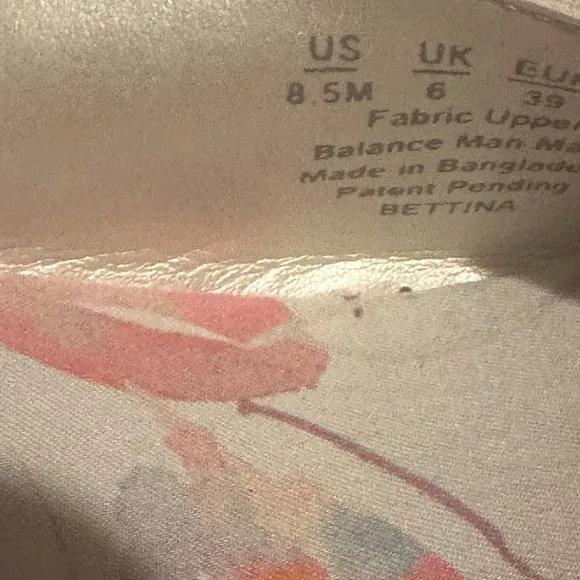 US UK EUR
8.5M 6 39
Fabric Upper
Balance Man Ma
Made in Banglade
Patent Pending
BETTINA